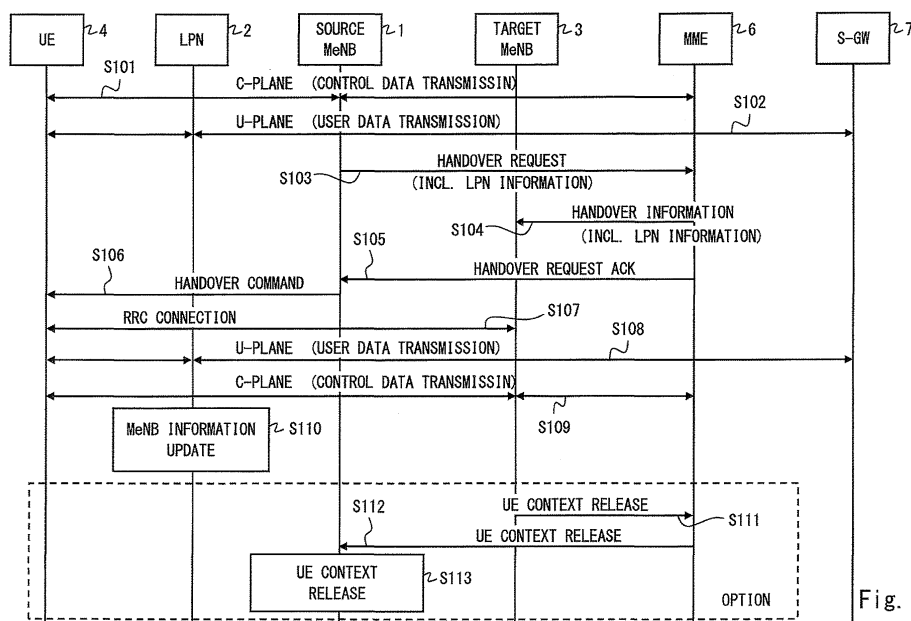 UE
4
LPN
2
SOURCE
MeNB
1
TARGET
MeNB
3
MME
6
S-GW
7
S101
C-PLANE (CONTROL DATA TRANSMISSIN)
U-PLANE (USER DATA TRANSMISSION)
S102
HANDOVER REQUEST
S103
(INCL. LPN INFORMATION)
HANDOVER INFORMATION
S104
(INCL. LPN INFORMATION)
S105
S106
HANDOVER REQUEST ACK
HANDOVER COMMAND
RRC CONNECTION
S107
S108
U-PLANE (USER DATA TRANSMISSION)
C-PLANE (CONTROL DATA TRANSMISSIN)
S109
MeNB INFORMATION
UPDATE
S110
UE CONTEXT RELEASE
S111
S112
UE CONTEXT RELEASE
UE CONTEXT
RELEASE
S113
OPTION
Fig.